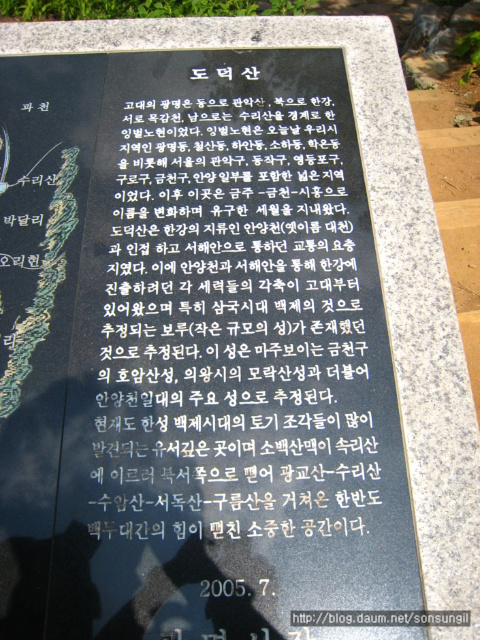 도덕산
고대의 광명은 동으로 관악산, 북으로 한강,
서로 목감천, 남으로는 수리산을 경계로 한
잉벌노현이었다. 잉벌노현은 오늘날 우리시
지역인 광명동, 철산동, 하안동, 소하동, 학온동
을 비롯해 서울의 관악구, 동작구, 영등포구,
구로구, 금천구, 안양 일부를 포함한 넓은 지역
이었다. 이후 이곳은 금주 -금천-시흥으로
이름을 변화하며 유구한 세월을 지내왔다.
도덕산은 한강의 지류인 안양천(옛이름 대천)
과 인접 하고 서해안으로 통하던 교통의 요충
지였다. 이에 안양천과 서해안을 통해 한강에
진출하려던 각 세력들의 각축이 고대부터
있어왔으며 특히 삼국시대 백제의 것으로
추정되는 보루(작은 규모의 성)가 존재했던
것으로 추정된다. 이 성은 마주보이는 금천구
의 호암산성, 의왕시의 모락산성과 더불어
안양천일대의 주요 성으로 추정된다.
현재도 한성 백제시대의 토기 조각들이 많이
발견되는 유서깊은 곳이며 소백산맥이 속리산
에 이르러 북서쪽으로 뻗어 광교산-수리산
-수암산-서독산-구름산을 거쳐온 한반도
백두대간의 힘이 뻗친 소중한 공간이다.
2005. 7.
광명시장
과천
수리산
박달리
오리현
리
http://blog.daum.net/sonsungil